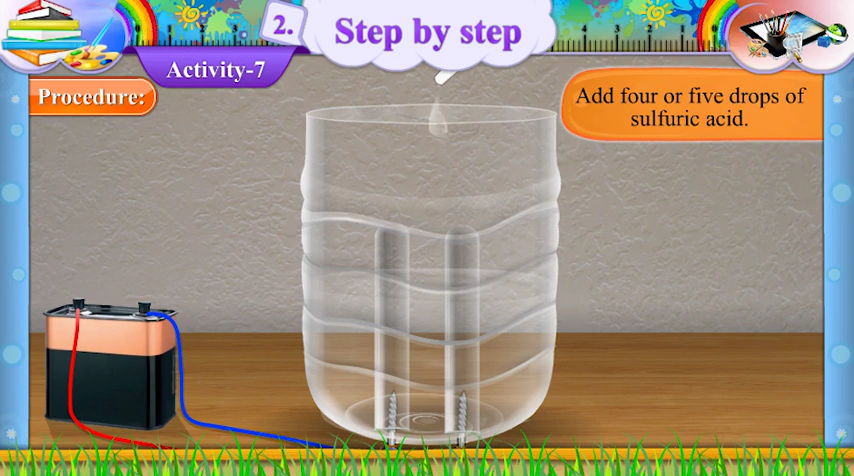 2.
Step by step
Activity-7
Procedure:
Add four or five drops of
sulfuric acid.